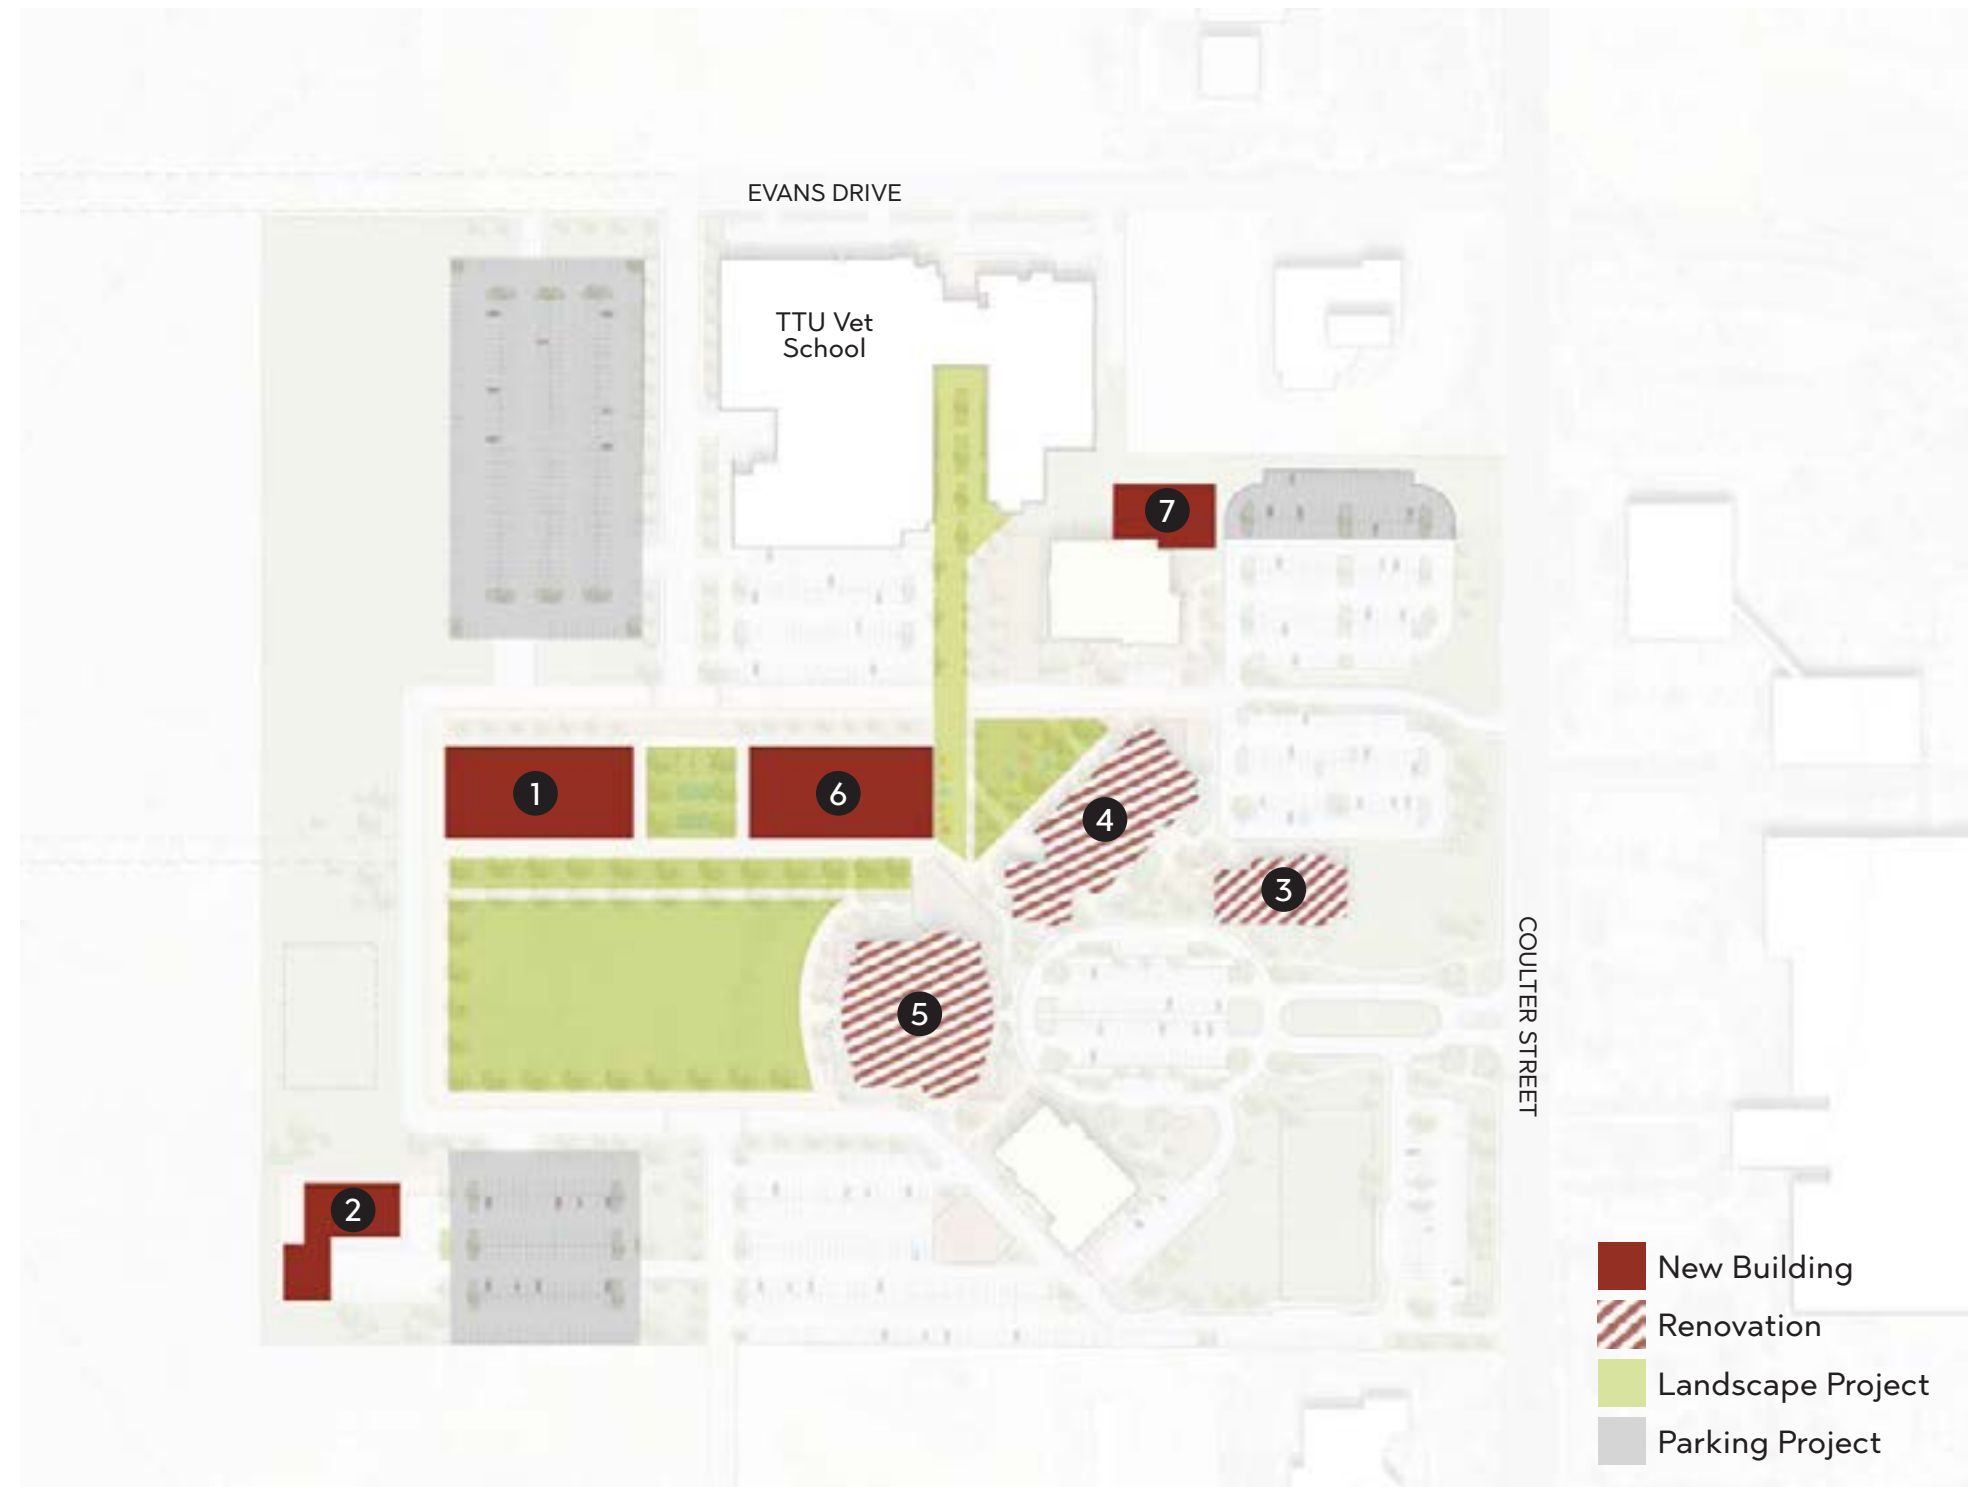 EVANS DRIVE
TTU Vet
School
7
1
6
4
3
5
COULTER STREET
2
New Building
Renovation
Landscape Project
Parking Project